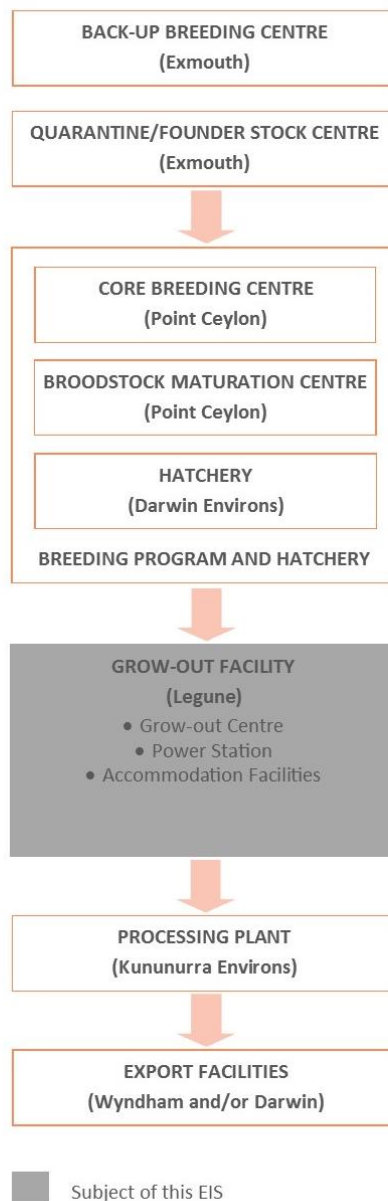 BACK-UP BREEDING CENTRE
(Exmouth)
QUARANTINE/FOUNDER STOCK CENTRE
(Exmouth)
CORE BREEDING CENTRE
(Point Ceylon)
BROODSTOCK MATURATION CENTRE
(Point Ceylon)
HATCHERY
(Darwin Environs)
BREEDING PROGRAM AND HATCHERY
GROW-OUT FACILITY
(Legune)
• Grow-out Centre
• Power Station
• Accommodation Facilities
PROCESSING PLANT
(Kununurra Environs)
EXPORT FACILITIES
(Wyndham and/or Darwin)
Subject of this EIS